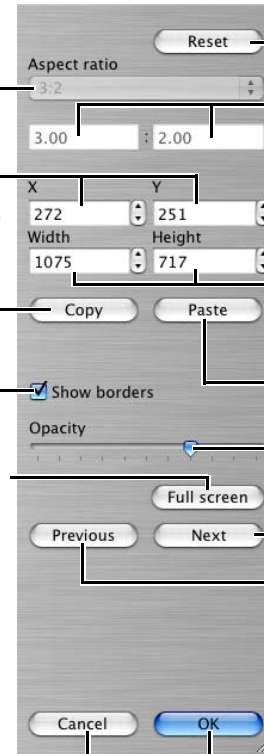 Reset
Aspect ratio
3:2
3.00 : 2.00
X Y
272 251
Width Height
1075 717
Copy Paste
Show borders
Opacity
Full screen
Previous Next
Cancel OK